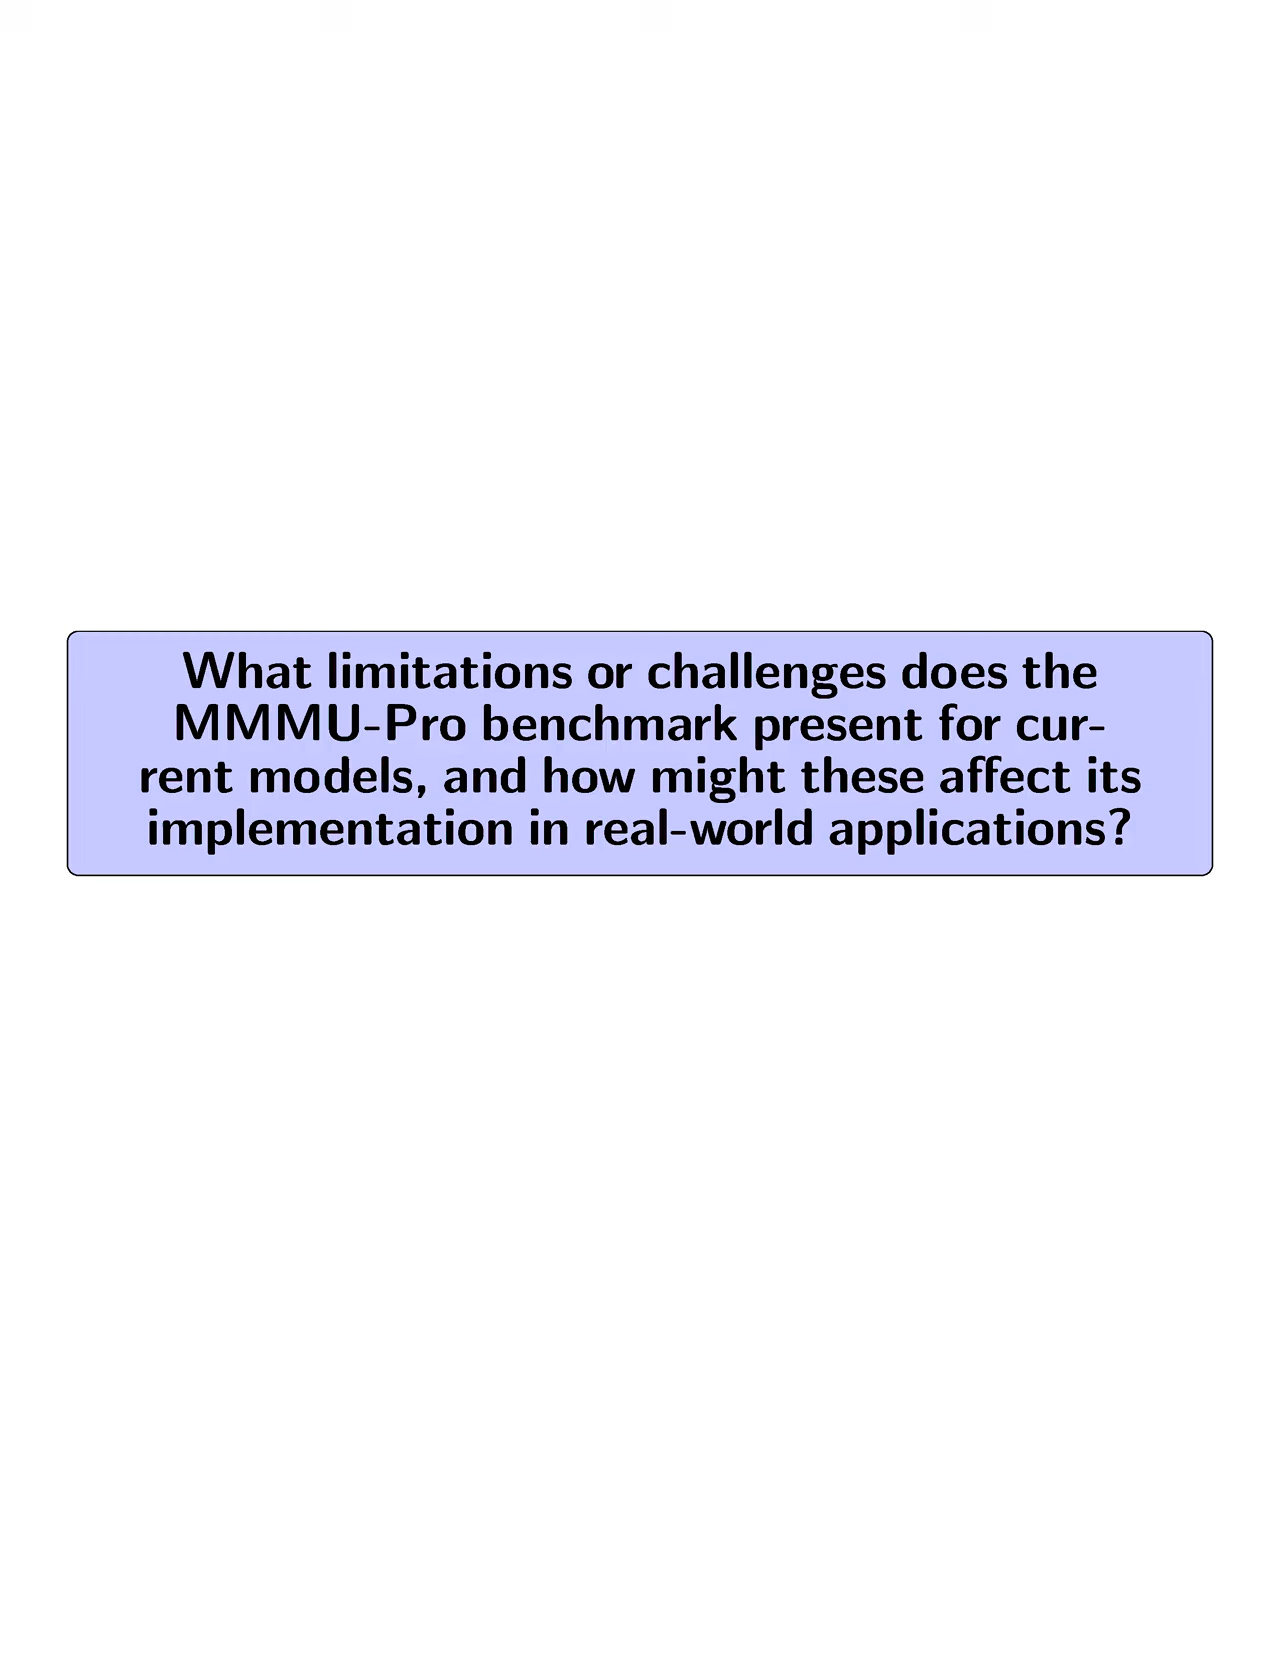 What limitations or challenges does the
MMMU-Pro benchmark present for cur-
rent models, and how might these affect its
implementation in real-world applications?